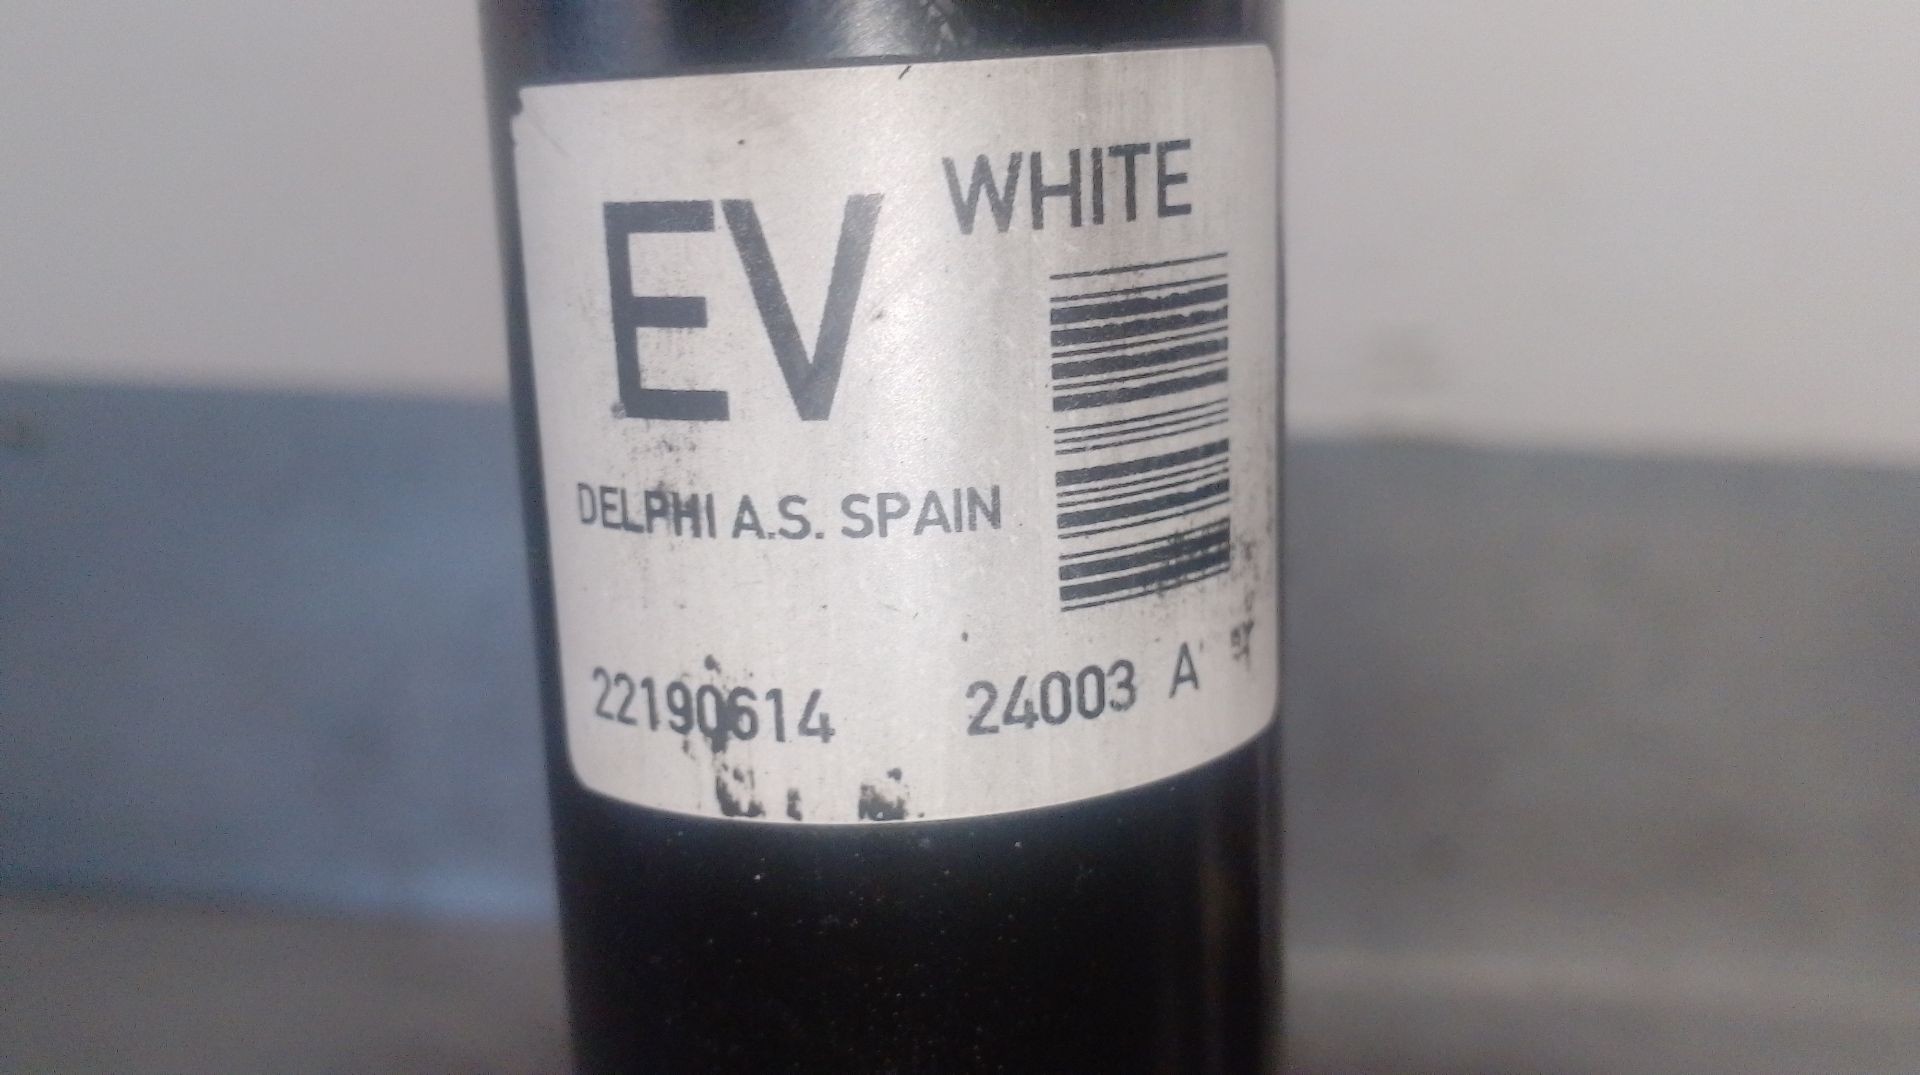 WHITE
EV
DELPHI A.S. SPAIN
22190614 24003 A